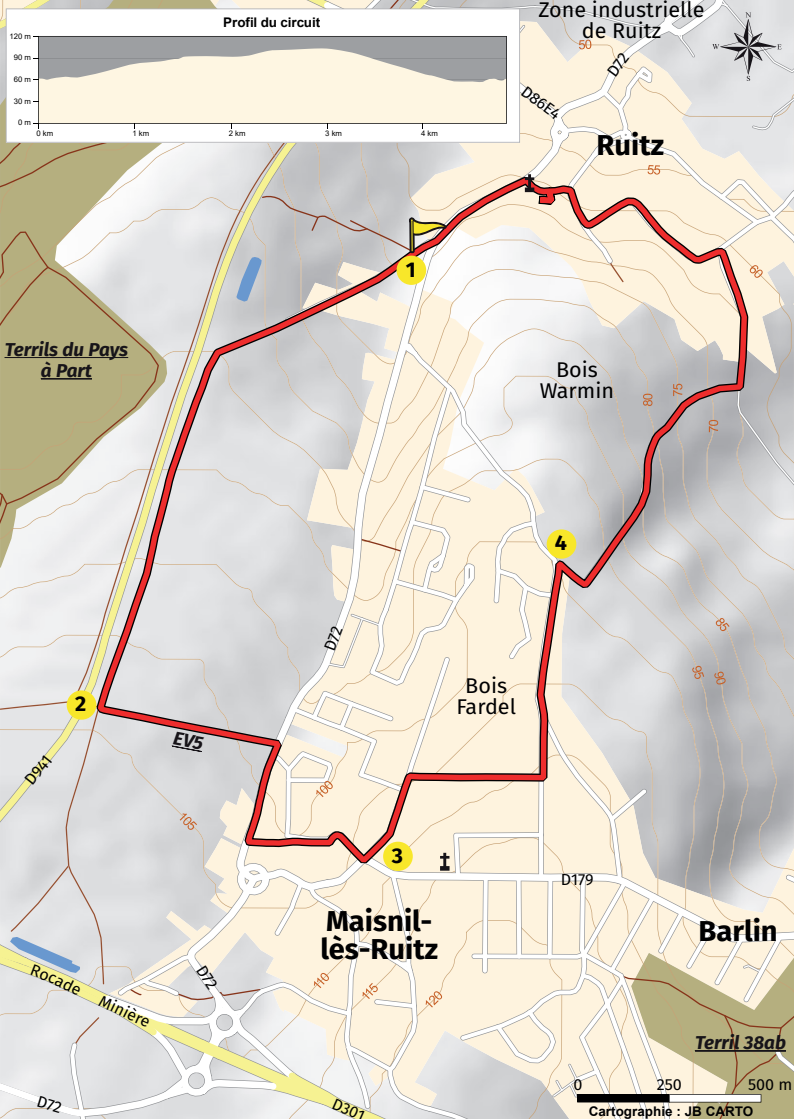 Profil du circuit
120 m
90 m
60 m
30 m
0 m
0 km
1 km
2 km
3 km
4 km
Zone industrielle
de Ruitz
N
W
E
S
50
D72
D86E4
Ruitz
55
60
1
Terrils du Pays
à Part
Bois
Warmin
80
75
70
4
D72
85
95
90
Bois
Fardel
2
EV5
D941
100
105
3
D179
Maisnil-
lès-Ruitz
Barlin
D72
110
115
120
Rocade Minière
Terril 38ab
0
250
500 m
D72
D301
Cartographie : JB CARTO